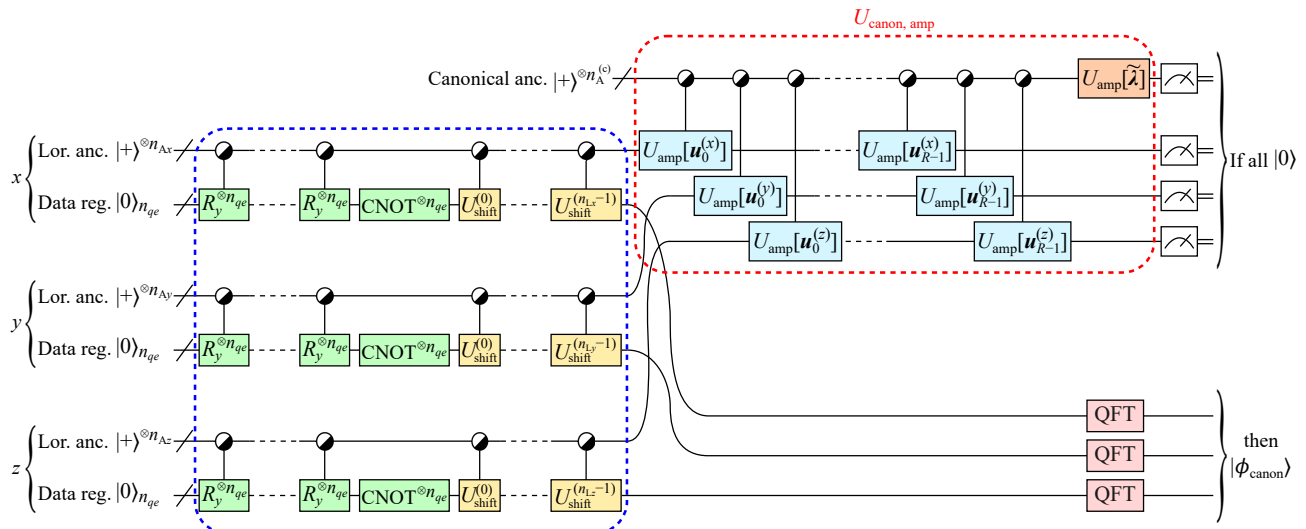 U_canon, amp
Canonical anc. |+⟩^⊗n_A^(c) U_amp[λ̃]
x { Lor. anc. |+⟩^⊗n_Ax U_amp[u_0^(x)] U_amp[u_R−1^(x)]
Data reg. |0⟩_n_qe R_y^⊗n_qe R_y^⊗n_qe CNOT^⊗n_qe U_shift^(0) U_shift^(n_Lx−1)
U_amp[u_0^(y)] U_amp[u_R−1^(y)]
U_amp[u_0^(z)] U_amp[u_R−1^(z)]
If all |0⟩
y { Lor. anc. |+⟩^⊗n_Ay
Data reg. |0⟩_n_qe R_y^⊗n_qe R_y^⊗n_qe CNOT^⊗n_qe U_shift^(0) U_shift^(n_Ly−1)
QFT
z { Lor. anc. |+⟩^⊗n_Az QFT
Data reg. |0⟩_n_qe R_y^⊗n_qe R_y^⊗n_qe CNOT^⊗n_qe U_shift^(0) U_shift^(n_Lz−1) QFT
then
|ϕ_canon⟩